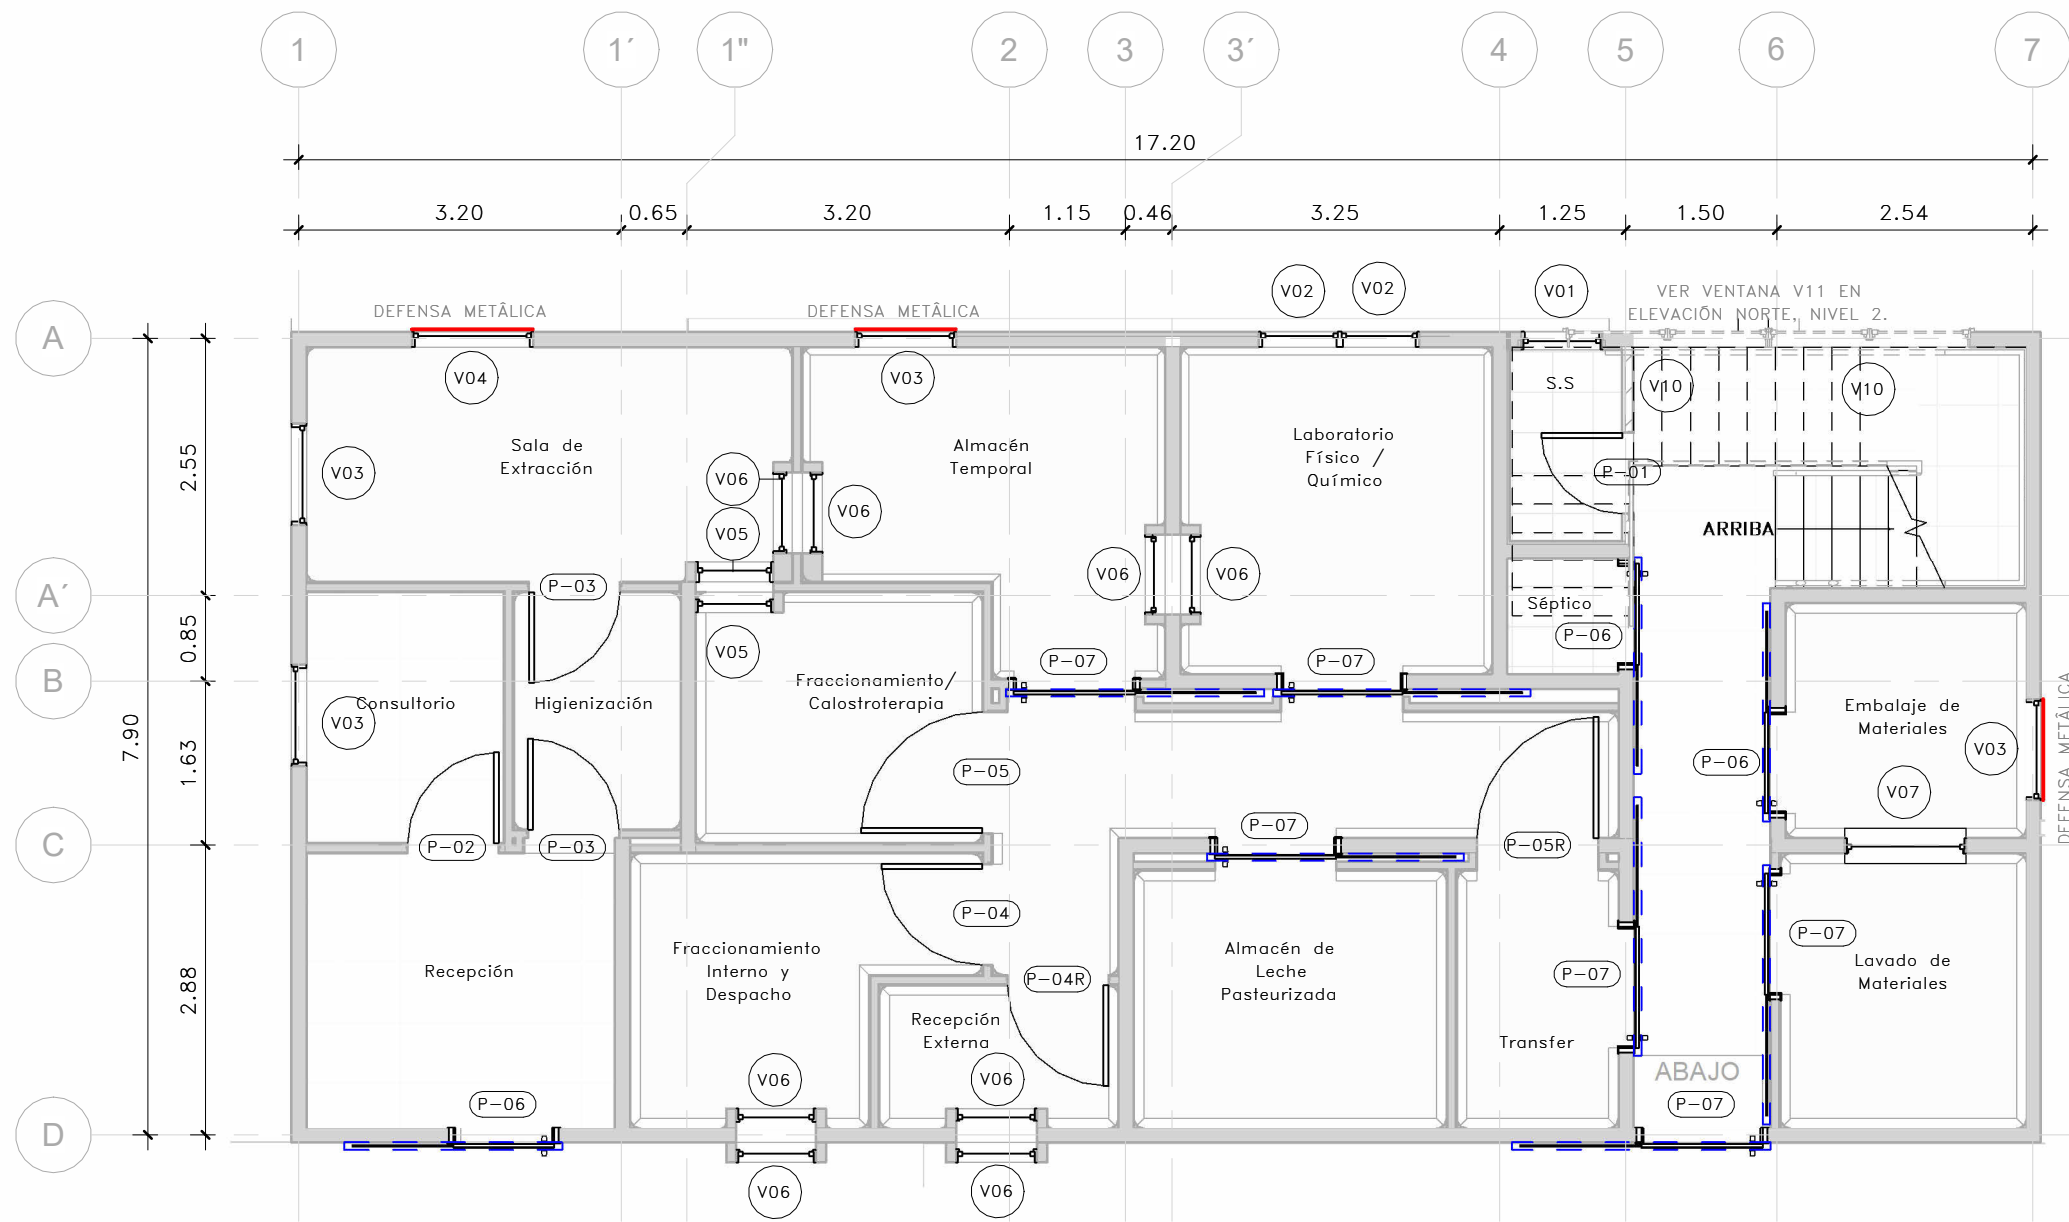 1 1´ 1" 2 3 3´ 4 5 6 7
17.20
3.20 0.65 3.20 1.15 0.46 3.25 1.25 1.50 2.54
V02 V02 V01
VER VENTANA V11 EN
ELEVACIÓN NORTE, NIVEL 2.
DEFENSA METÂLICA
DEFENSA METÂLICA
A
V04
V03
S.S
V10
V10
Sala de
Extracción
Almacén
Temporal
Laboratorio
Físico /
Químico
2.55
V03
V06
V06
P-01
V05
ARRIBA
V06
V06
A´
P-03
Séptico
0.85
P-06
V05
P-07
P-07
B
Consultorio
V03
Higienización
Fraccionamiento/
Calostroterapia
Embalaje de
Materiales
DEFENSA METÂLICA
7.90
1.63
P-05
P-06
V03
V07
C
P-02
P-03
P-07
P-05R
P-04
P-07
Recepción
Fraccionamiento
Interno y
Despacho
P-04R
Almacén de
Leche
Pasteurizada
P-07
Lavado de
Materiales
2.88
Recepción
Externa
Transfer
V06
V06
ABAJO
P-06
P-07
D
V06
V06